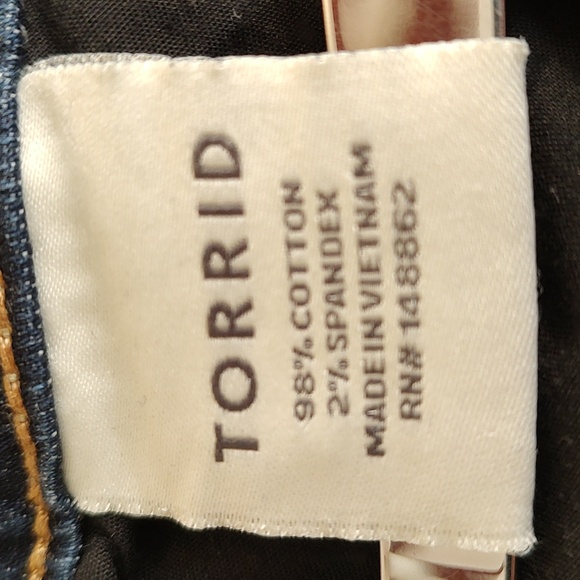 TORRID
98% COTTON
2% SPANDEX
MADE IN VIETNAM
RN# 148862